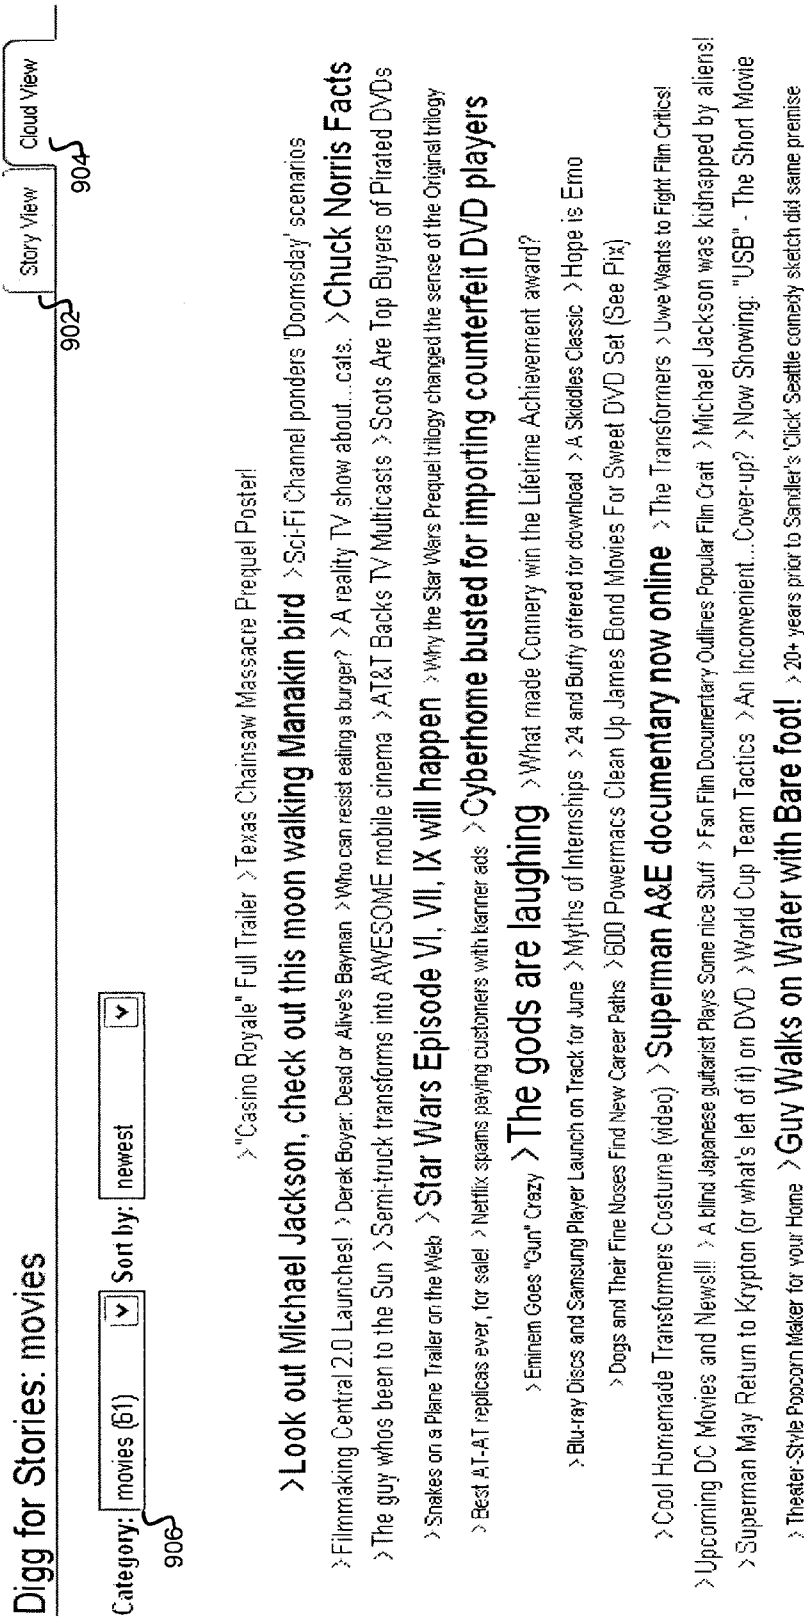 Digg for Stories: movies
Story View
Cloud View
902
904
Category: movies (61) Sort by: newest
906
>"Casino Royale" Full Trailer >Texas Chainsaw Massacre Prequel Poster!
>Look out Michael Jackson, check out this moon walking Manakin bird >Sci-Fi Channel ponders 'Doomsday' scenarios
>Filmmaking Central 2.0 Launches! >Derek Boyer: Dead or Alive's Bayman >Who can resist eating a burger? >A reality TV show about...cats. >Chuck Norris Facts
>The guy whos been to the Sun >Semi-truck transforms into AWESOME mobile cinema >AT&T Backs TV Multicasts >Scots Are Top Buyers of Pirated DVDs
>Snakes on a Plane Trailer on the Web >Star Wars Episode VI, VII, IX will happen >Why the Star Wars Prequel trilogy changed the sense of the Original trilogy
>Best AT-AT replicas ever, for sale! >Netflix spams paying customers with banner ads >Cyberhome busted for importing counterfeit DVD players
>Eminem Goes "Gun" Crazy >The gods are laughing >What made Connery win the Lifetime Achievement award?
>Blu-ray Discs and Samsung Player Launch on Track for June >Myths of Internships >24 and Buffy offered for download >A Skiddles Classic >Hope is Emo
>Dogs and Their Fine Noses Find New Career Paths >600 Powermacs Clean Up James Bond Movies For Sweet DVD Set (See Pix)
>Cool Homemade Transformers Costume (video) >Superman A&E documentary now online >The Transformers >Uwe Wants to Fight Film Critics!
>Upcoming DC Movies and News!!! >A blind Japanese guitarist Plays Some nice Stuff >Fan Film Documentary Outlines Popular Film Craft >Michael Jackson was kidnapped by aliens!
>Superman May Return to Krypton (or what's left of it) on DVD >World Cup Team Tactics >An Inconvenient...Cover-up? >Now Showing: "USB" - The Short Movie
>Theater-Style Popcorn Maker for your Home >Guy Walks on Water with Bare foot! >20+ years prior to Sandler's 'Click' Seattle comedy sketch did same premise